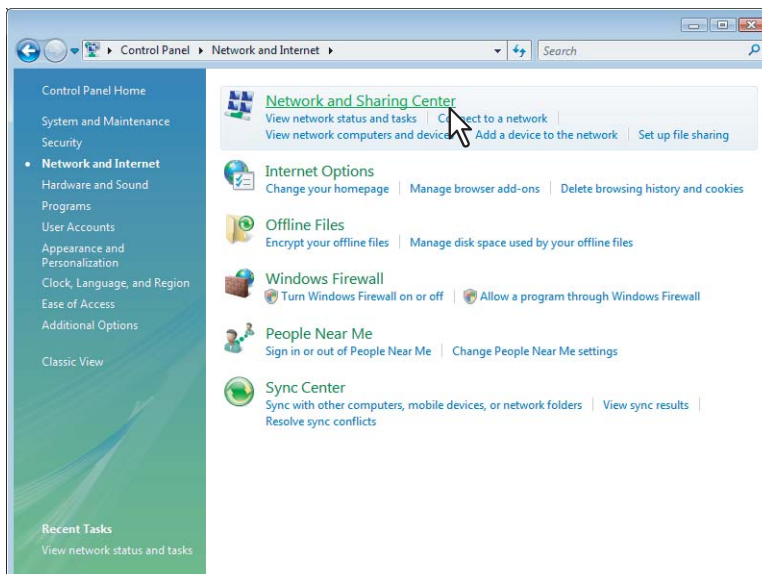 Control Panel Network and Internet
Search
Control Panel Home
System and Maintenance
Security
Network and Internet
Hardware and Sound
Programs
User Accounts
Appearance and
Personalization
Clock, Language, and Region
Ease of Access
Additional Options
Classic View
Recent Tasks
View network status and tasks
Network and Sharing Center
View network status and tasks to a network
View network computers and Add a device to the network Set up file sharing
Internet Options
Change your homepage Manage browser add-ons Delete browsing history and cookies
Offline Files
Encrypt your offline files Manage disk space used by your offline files
Windows Firewall
Turn Windows Firewall on or off Allow a program through Windows Firewall
People Near Me
Sign in or out of People Near Me Change People Near Me settings
Sync Center
Sync with other computers, mobile devices, or network folders View sync results
Resolve sync conflicts